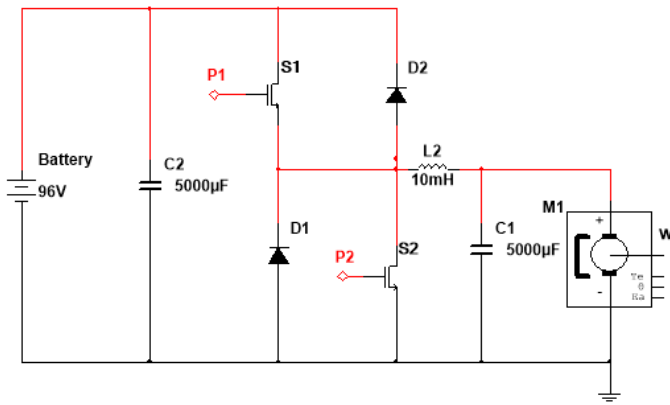 P1
S1
D2
Battery
96V
C2
5000µF
L2
10mH
D1
P2
S2
C1
5000µF
M1
+
-
W
Te
θ
Ra